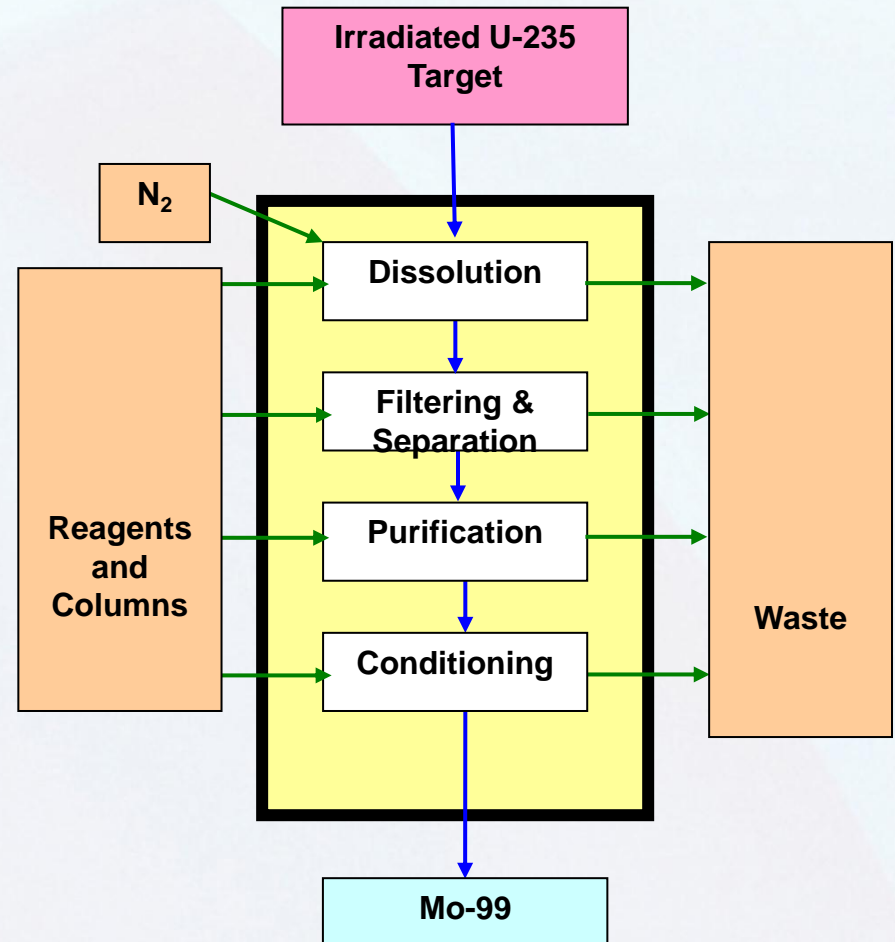 Irradiated U-235
Target
N₂
Dissolution
Filtering &
Separation
Reagents
and
Columns
Purification
Waste
Conditioning
Mo-99